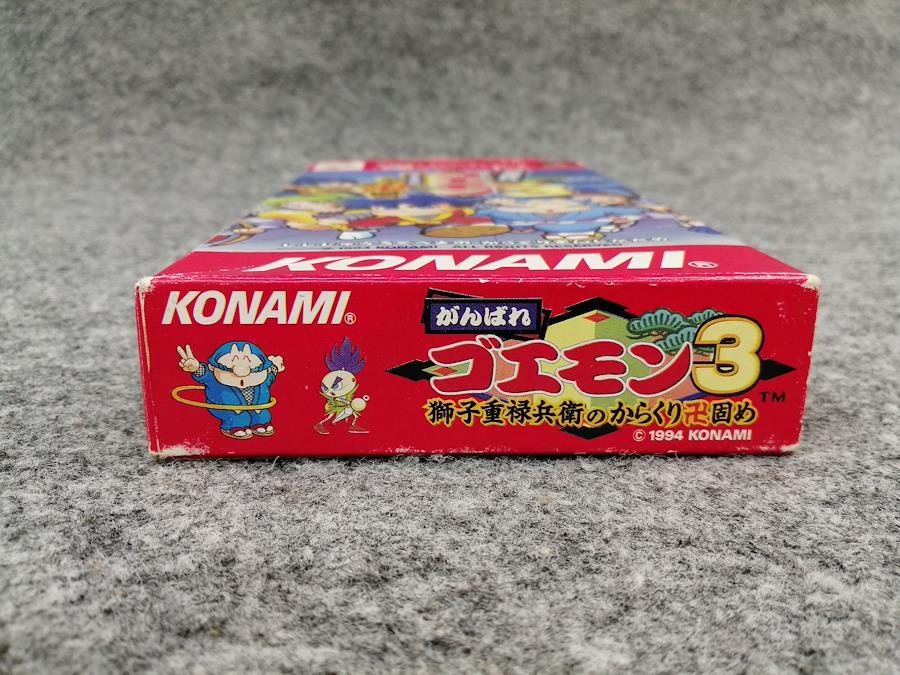 KONAMI®
KONAMI®
がんばれ
ゴエモン3
TM
獅子重禄兵衛のからくり卍固め
© 1994 KONAMI